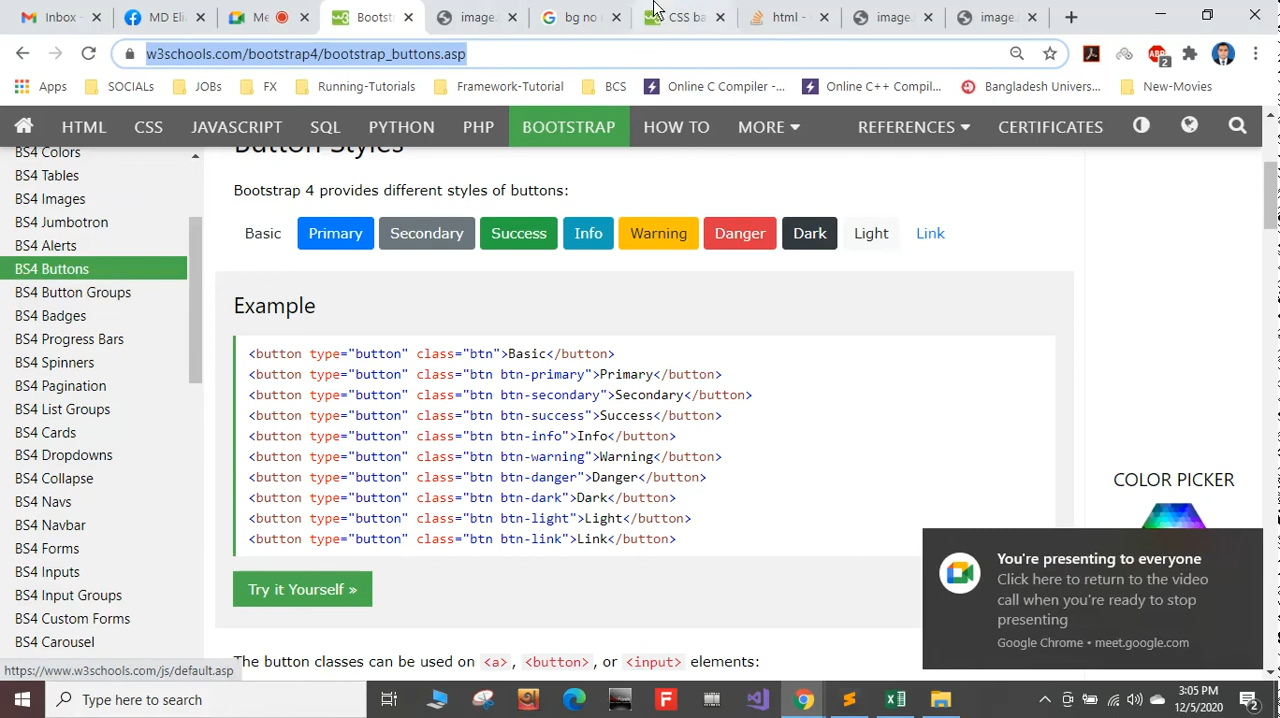 Inbox -
MD Eli
Me
Bootst
image.
bg no
CSS ba
html -
image.
image.
w3schools.com/bootstrap4/bootstrap_buttons.asp
ABP
2
Apps
SOCIALs
JOBs
FX
Running-Tutorials
Framework-Tutorial
BCS
Online C Compiler -...
Online C++ Compil...
Bangladesh Univers...
New-Movies
HTML
CSS
JAVASCRIPT
SQL
PYTHON
PHP
BOOTSTRAP
HOW TO
MORE
REFERENCES
CERTIFICATES
BS4 Colors
BS4 Tables
BS4 Images
BS4 Jumbotron
BS4 Alerts
BS4 Buttons
BS4 Button Groups
BS4 Badges
BS4 Progress Bars
BS4 Spinners
BS4 Pagination
BS4 List Groups
BS4 Cards
BS4 Dropdowns
BS4 Collapse
BS4 Navs
BS4 Navbar
BS4 Forms
BS4 Inputs
BS4 Input Groups
BS4 Custom Forms
BS4 Carousel
https://www.w3schools.com/js/default.asp
Button Styles
Bootstrap 4 provides different styles of buttons:
Basic Primary Secondary Success Info Warning Danger Dark Light Link
Example
<button type="button" class="btn">Basic</button>
<button type="button" class="btn btn-primary">Primary</button>
<button type="button" class="btn btn-secondary">Secondary</button>
<button type="button" class="btn btn-success">Success</button>
<button type="button" class="btn btn-info">Info</button>
<button type="button" class="btn btn-warning">Warning</button>
<button type="button" class="btn btn-danger">Danger</button>
<button type="button" class="btn btn-dark">Dark</button>
<button type="button" class="btn btn-light">Light</button>
<button type="button" class="btn btn-link">Link</button>
Try it Yourself »
The button classes can be used on <a>, <button>, or <input> elements:
COLOR PICKER
You're presenting to everyone
Click here to return to the video
call when you're ready to stop
presenting
Google Chrome • meet.google.com
Type here to search
3:05 PM
12/5/2020
2